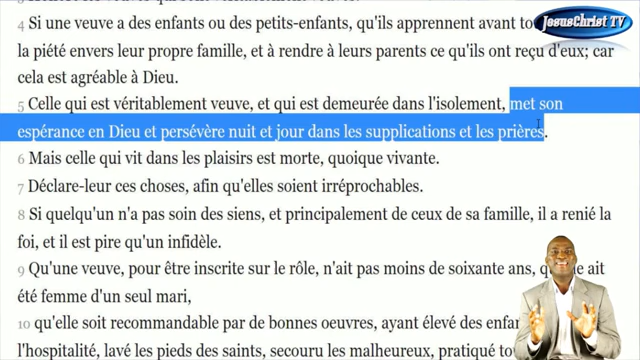 JesusChrist TV
4 Si une veuve a des enfants ou des petits-enfants, qu'ils apprennent avant
la piété envers leur propre famille, et à rendre à leurs parents ce qu'ils ont reçu d'eux; car
cela est agréable à Dieu.
5 Celle qui est véritablement veuve, et qui est demeurée dans l'isolement, met son
espérance en Dieu et persévère nuit et jour dans les supplications et les prières.
6 Mais celle qui vit dans les plaisirs est morte, quoique vivante.
7 Déclare-leur ces choses, afin qu'elles soient irréprochables.
8 Si quelqu'un n'a pas soin des siens, et principalement de ceux de sa famille, il a renié la
foi, et il est pire qu'un infidèle.
9 Qu'une veuve, pour être inscrite sur le rôle, n'ait pas moins de soixante ans, ait
été femme d'un seul mari,
10 qu'elle soit recommandable par de bonnes oeuvres, ayant élevé des
l'hospitalité, lavé les pieds des saints, secouru les malheureux, pratiqué